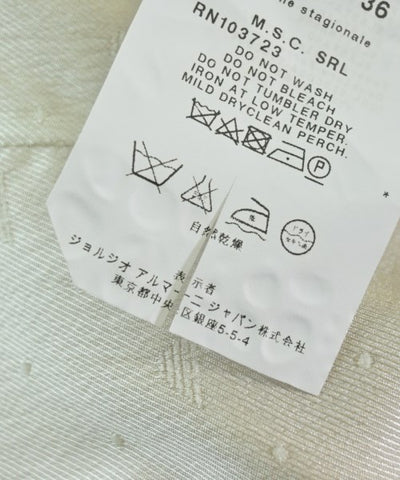 36
stagionale
RN103723
M.S.C. SRL
DO NOT WASH
DO NOT BLEACH
DO NOT TUMBLER DRY
IRON AT LOW TEMPER.
MILD DRYCLEAN PERCH.
P
自然乾燥
表示者
ジョルジオ アルマーニ ジャパン株式会社
東京都中央区銀座5-5-4